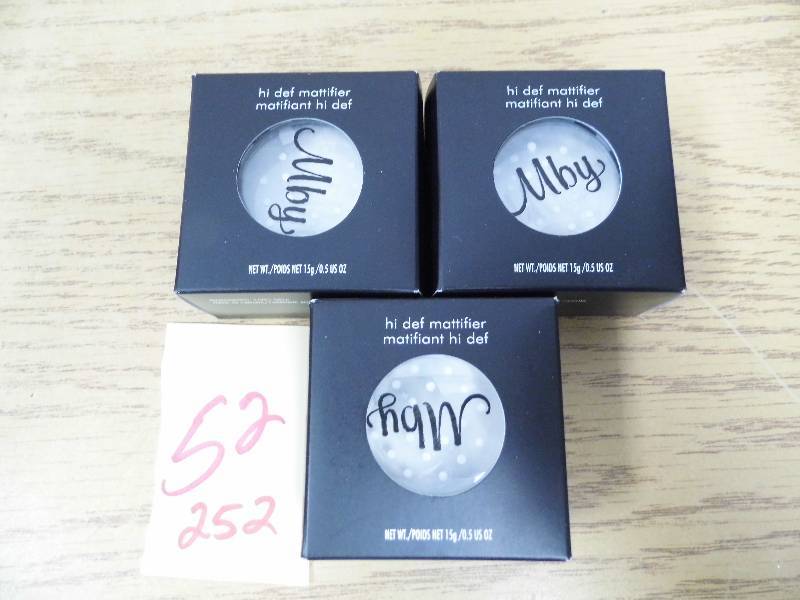 hi def mattifier
matifiant hi def
Mby
NET WT./POIDS NET 15g/0.5 US OZ
hi def mattifier
matifiant hi def
Mby
NET WT./POIDS NET 15g/0.5 US OZ
hi def mattifier
matifiant hi def
Mby
NET WT./POIDS NET 15g/0.5 US OZ
52
252